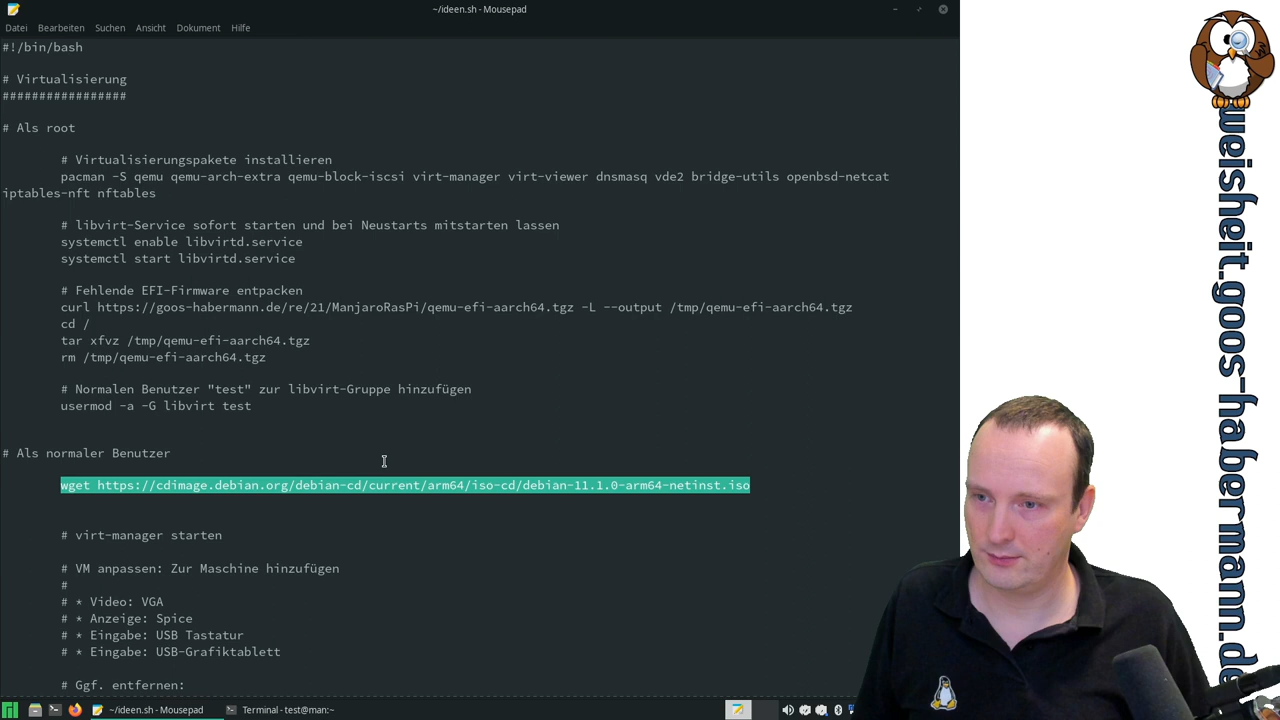 ~/ideen.sh - Mousepad
Datei Bearbeiten Suchen Ansicht Dokument Hilfe
#!/bin/bash
# Virtualisierung
#################
# Als root
# Virtualisierungspakete installieren
pacman -S qemu qemu-arch-extra qemu-block-iscsi virt-manager virt-viewer dnsmasq vde2 bridge-utils openbsd-netcat
iptables-nft nftables
# libvirt-Service sofort starten und bei Neustarts mitstarten lassen
systemctl enable libvirtd.service
systemctl start libvirtd.service
# Fehlende EFI-Firmware entpacken
curl https://goos-habermann.de/re/21/ManjaroRasPi/qemu-efi-aarch64.tgz -L --output /tmp/qemu-efi-aarch64.tgz
cd /
tar xfvz /tmp/qemu-efi-aarch64.tgz
rm /tmp/qemu-efi-aarch64.tgz
# Normalen Benutzer "test" zur libvirt-Gruppe hinzufügen
usermod -a -G libvirt test
# Als normaler Benutzer
wget https://cdimage.debian.org/debian-cd/current/arm64/iso-cd/debian-11.1.0-arm64-netinst.iso
# virt-manager starten
# VM anpassen: Zur Maschine hinzufügen
#
# * Video: VGA
# * Anzeige: Spice
# * Eingabe: USB Tastatur
# * Eingabe: USB-Grafiktablett
# Ggf. entfernen:
~/ideen.sh - Mousepad
Terminal - test@man:~
weisheit.goos-habermann.de